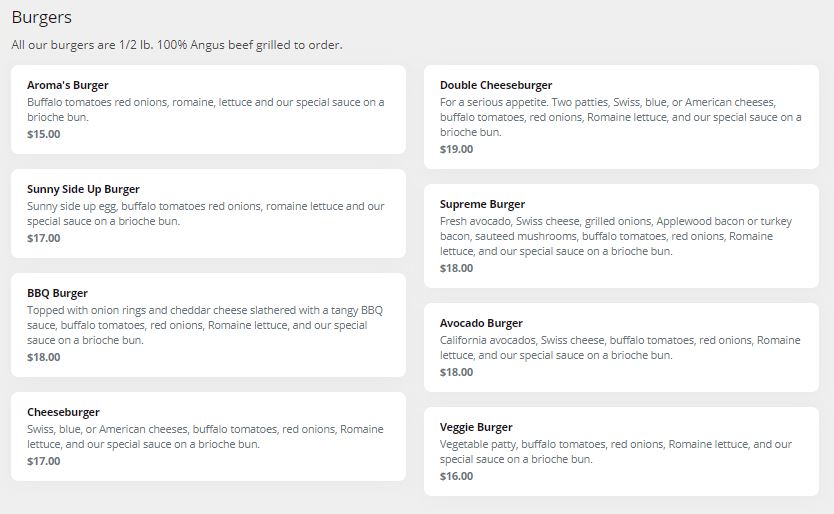 Burgers
All our burgers are 1/2 lb. 100% Angus beef grilled to order.
Aroma's Burger
Buffalo tomatoes red onions, romaine, lettuce and our special sauce on a
brioche bun.
$15.00
Sunny Side Up Burger
Sunny side up egg, buffalo tomatoes red onions, romaine lettuce and our
special sauce on a brioche bun.
$17.00
BBQ Burger
Topped with onion rings and cheddar cheese slathered with a tangy BBQ
sauce, buffalo tomatoes, red onions, Romaine lettuce, and our special
sauce on a brioche bun.
$18.00
Cheeseburger
Swiss, blue, or American cheeses, buffalo tomatoes, red onions, Romaine
lettuce, and our special sauce on a brioche bun.
$17.00
Double Cheeseburger
For a serious appetite. Two patties, Swiss, blue, or American cheeses,
buffalo tomatoes, red onions, Romaine lettuce, and our special sauce on a
brioche bun.
$19.00
Supreme Burger
Fresh avocado, Swiss cheese, grilled onions, Applewood bacon or turkey
bacon, sauteed mushrooms, buffalo tomatoes, red onions, Romaine
lettuce, and our special sauce on a brioche bun.
$18.00
Avocado Burger
California avocados, Swiss cheese, buffalo tomatoes, red onions, Romaine
lettuce, and our special sauce on a brioche bun.
$18.00
Veggie Burger
Vegetable patty, buffalo tomatoes, red onions, Romaine lettuce, and our
special sauce on a brioche bun.
$16.00